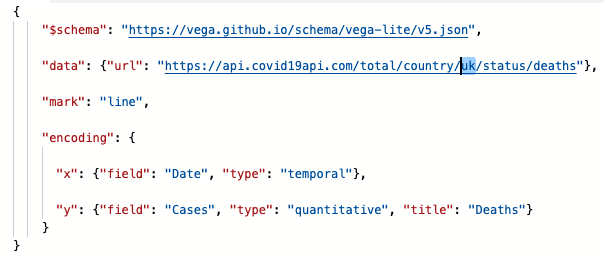 {
"$schema": "https://vega.github.io/schema/vega-lite/v5.json",
"data": {"url": "https://api.covid19api.com/total/country/uk/status/deaths"},
"mark": "line",
"encoding": {
"x": {"field": "Date", "type": "temporal"},
"y": {"field": "Cases", "type": "quantitative", "title": "Deaths"}
}
}